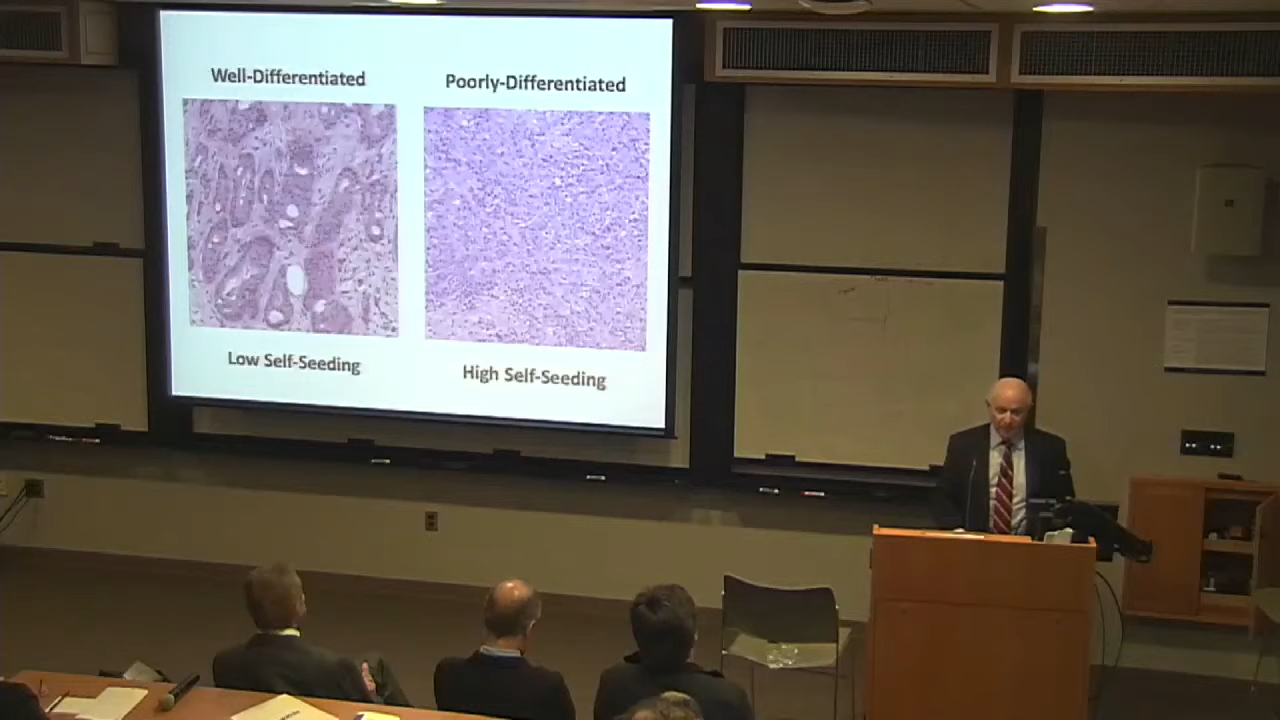 Well-Differentiated
Poorly-Differentiated
Low Self-Seeding
High Self-Seeding